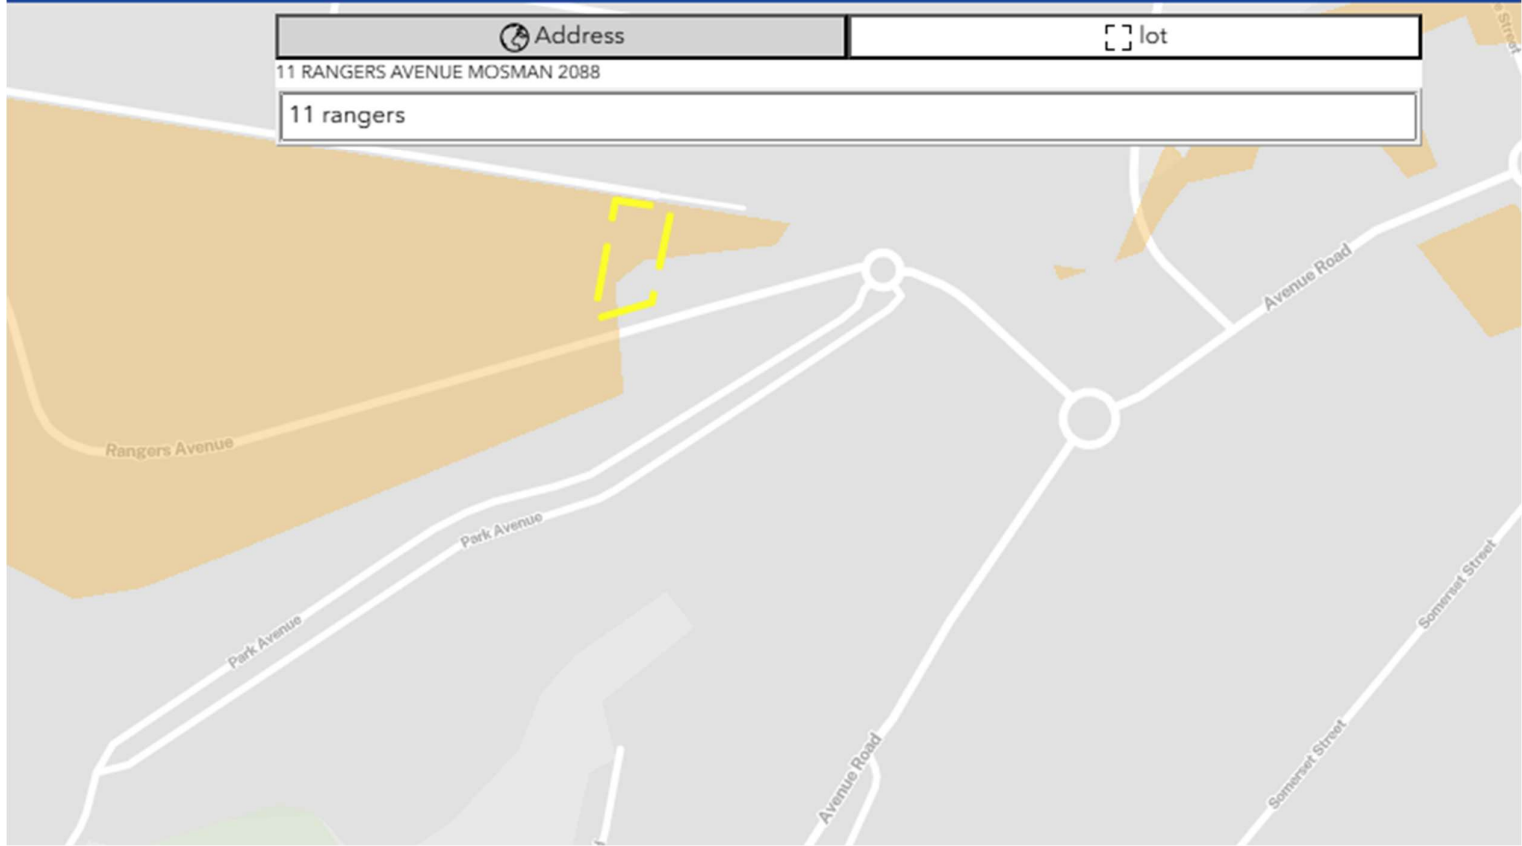 Address
lot
11 RANGERS AVENUE MOSMAN 2088
11 rangers
Avenue Road
Rangers Avenue
Park Avenue
Park Avenue
Somerset Street
Avenue Road
Somerset Street